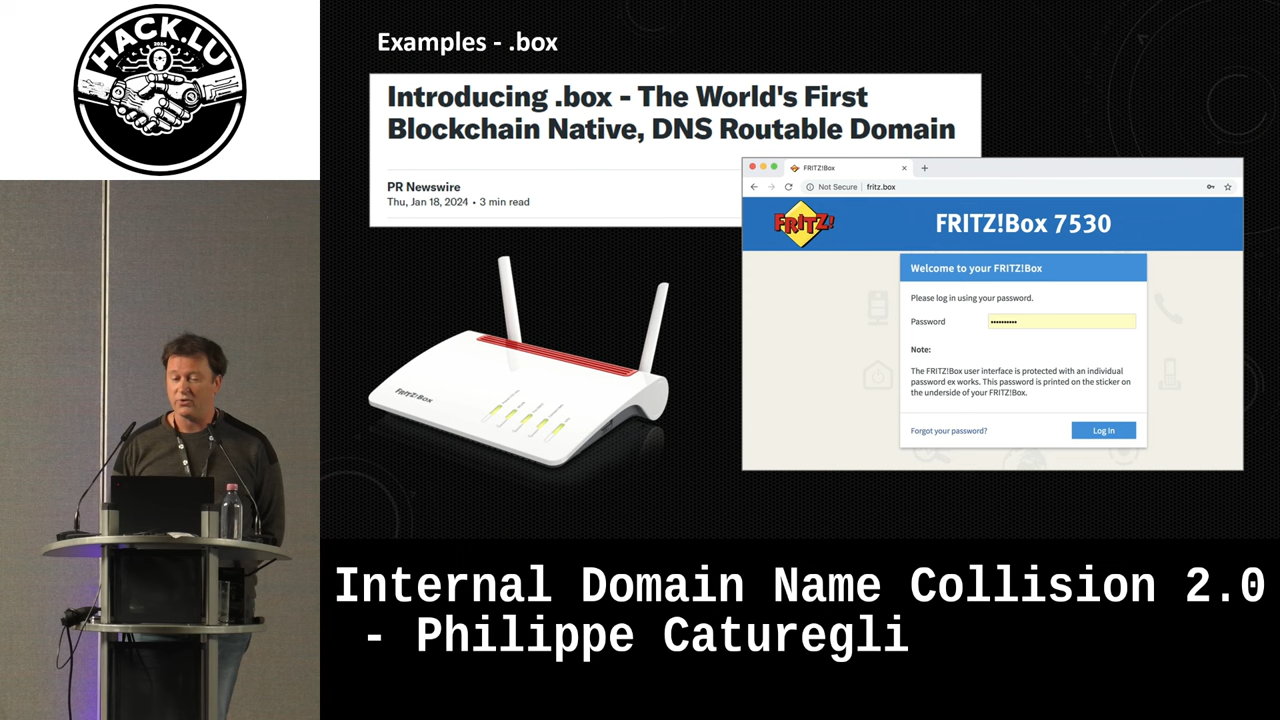 HACK.LU
2024
Examples - .box
Introducing .box - The World's First
Blockchain Native, DNS Routable Domain
PR Newswire
Thu, Jan 18, 2024 • 3 min read
FRITZ!Box
Not Secure | fritz.box
FRITZ!
FRITZ!Box 7530
Welcome to your FRITZ!Box
Please log in using your password.
Password
••••••••••
Note:
The FRITZ!Box user interface is protected with an individual
password ex works. This password is printed on the sticker on
the underside of your FRITZ!Box.
Forgot your password?
Log In
FRITZ!Box
Internal Domain Name Collision 2.0
- Philippe Caturegli